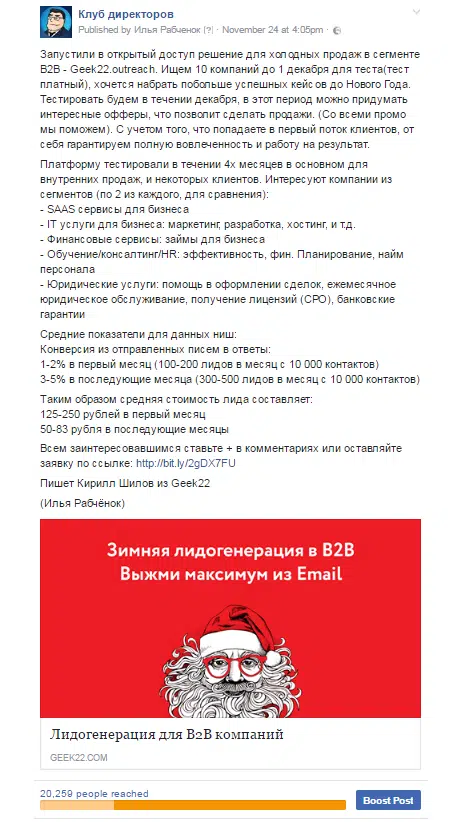 Клуб директоров
Published by Илья Рабченок [?] · November 24 at 4:05pm ·
Запустили в открытый доступ решение для холодных продаж в сегменте
B2B - Geek22.outreach. Ищем 10 компаний до 1 декабря для теста(тест
платный), хочется набрать побольше успешных кейсов до Нового Года.
Тестировать будем в течении декабря, в этот период можно придумать
интересные офферы, что позволит сделать продажи. (Со всеми промо
мы поможем). С учетом того, что попадаете в первый поток клиентов, от
себя гарантируем полную вовлеченность и работу на результат.
Платформу тестировали в течении 4х месяцев в основном для
внутренних продаж, и некоторых клиентов. Интересуют компании из
сегментов (по 2 из каждого, для сравнения):
- SAAS сервисы для бизнеса
- IT услуги для бизнеса: маркетинг, разработка, хостинг, и т.д.
- Финансовые сервисы: займы для бизнеса
- Обучение/консалтинг/HR: эффективность, фин. Планирование, найм
персонала
- Юридические услуги: помощь в оформлении сделок, ежемесячное
юридическое обслуживание, получение лицензий (СРО), банковские
гарантии
Средние показатели для данных ниш:
Конверсия из отправленных писем в ответы:
1-2% в первый месяц (100-200 лидов в месяц с 10 000 контактов)
3-5% в последующие месяца (300-500 лидов в месяц с 10 000 контактов)
Таким образом средняя стоимость лида составляет:
125-250 рублей в первый месяц
50-83 рубля в последующие месяцы
Всем заинтересовавшимся ставьте + в комментариях или оставляйте
заявку по ссылке: http://bit.ly/2gDX7FU
Пишет Кирилл Шилов из Geek22
(Илья Рабчёнок)
Зимняя лидогенерация в B2B
Выжми максимум из Email
Лидогенерация для B2B компаний
GEEK22.COM
20,259 people reached
Boost Post